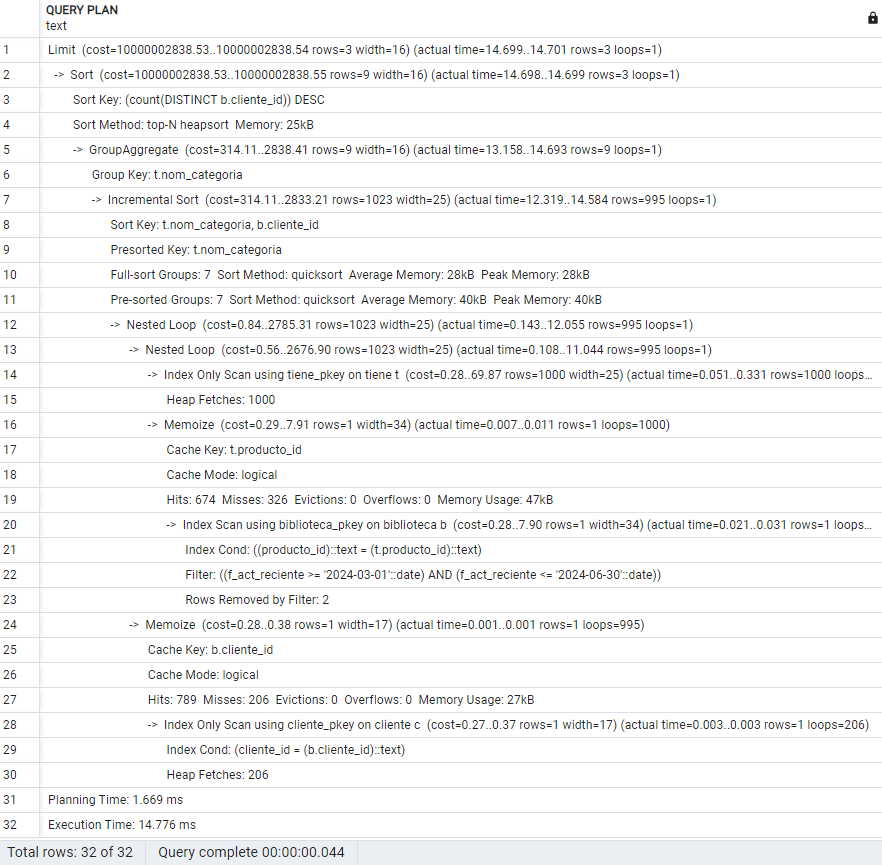 QUERY PLAN
text
1 Limit (cost=10000002838.53..10000002838.54 rows=3 width=16) (actual time=14.699..14.701 rows=3 loops=1)
2 -> Sort (cost=10000002838.53..10000002838.55 rows=9 width=16) (actual time=14.698..14.699 rows=3 loops=1)
3 Sort Key: (count(DISTINCT b.cliente_id)) DESC
4 Sort Method: top-N heapsort Memory: 25kB
5 -> GroupAggregate (cost=314.11..2838.41 rows=9 width=16) (actual time=13.158..14.693 rows=9 loops=1)
6 Group Key: t.nom_categoria
7 -> Incremental Sort (cost=314.11..2833.21 rows=1023 width=25) (actual time=12.319..14.584 rows=995 loops=1)
8 Sort Key: t.nom_categoria, b.cliente_id
9 Presorted Key: t.nom_categoria
10 Full-sort Groups: 7 Sort Method: quicksort Average Memory: 28kB Peak Memory: 28kB
11 Pre-sorted Groups: 7 Sort Method: quicksort Average Memory: 40kB Peak Memory: 40kB
12 -> Nested Loop (cost=0.84..2785.31 rows=1023 width=25) (actual time=0.143..12.055 rows=995 loops=1)
13 -> Nested Loop (cost=0.56..2676.90 rows=1023 width=25) (actual time=0.108..11.044 rows=995 loops=1)
14 -> Index Only Scan using tiene_pkey on tiene t (cost=0.28..69.87 rows=1000 width=25) (actual time=0.051..0.331 rows=1000 loops...
15 Heap Fetches: 1000
16 -> Memoize (cost=0.29..7.91 rows=1 width=34) (actual time=0.007..0.011 rows=1 loops=1000)
17 Cache Key: t.producto_id
18 Cache Mode: logical
19 Hits: 674 Misses: 326 Evictions: 0 Overflows: 0 Memory Usage: 47kB
20 -> Index Scan using biblioteca_pkey on biblioteca b (cost=0.28..7.90 rows=1 width=34) (actual time=0.021..0.031 rows=1 loops...
21 Index Cond: ((producto_id)::text = (t.producto_id)::text)
22 Filter: ((f_act_reciente >= '2024-03-01'::date) AND (f_act_reciente <= '2024-06-30'::date))
23 Rows Removed by Filter: 2
24 -> Memoize (cost=0.28..0.38 rows=1 width=17) (actual time=0.001..0.001 rows=1 loops=995)
25 Cache Key: b.cliente_id
26 Cache Mode: logical
27 Hits: 789 Misses: 206 Evictions: 0 Overflows: 0 Memory Usage: 27kB
28 -> Index Only Scan using cliente_pkey on cliente c (cost=0.27..0.37 rows=1 width=17) (actual time=0.003..0.003 rows=1 loops=206)
29 Index Cond: (cliente_id = (b.cliente_id)::text)
30 Heap Fetches: 206
31 Planning Time: 1.669 ms
32 Execution Time: 14.776 ms
Total rows: 32 of 32 Query complete 00:00:00.044